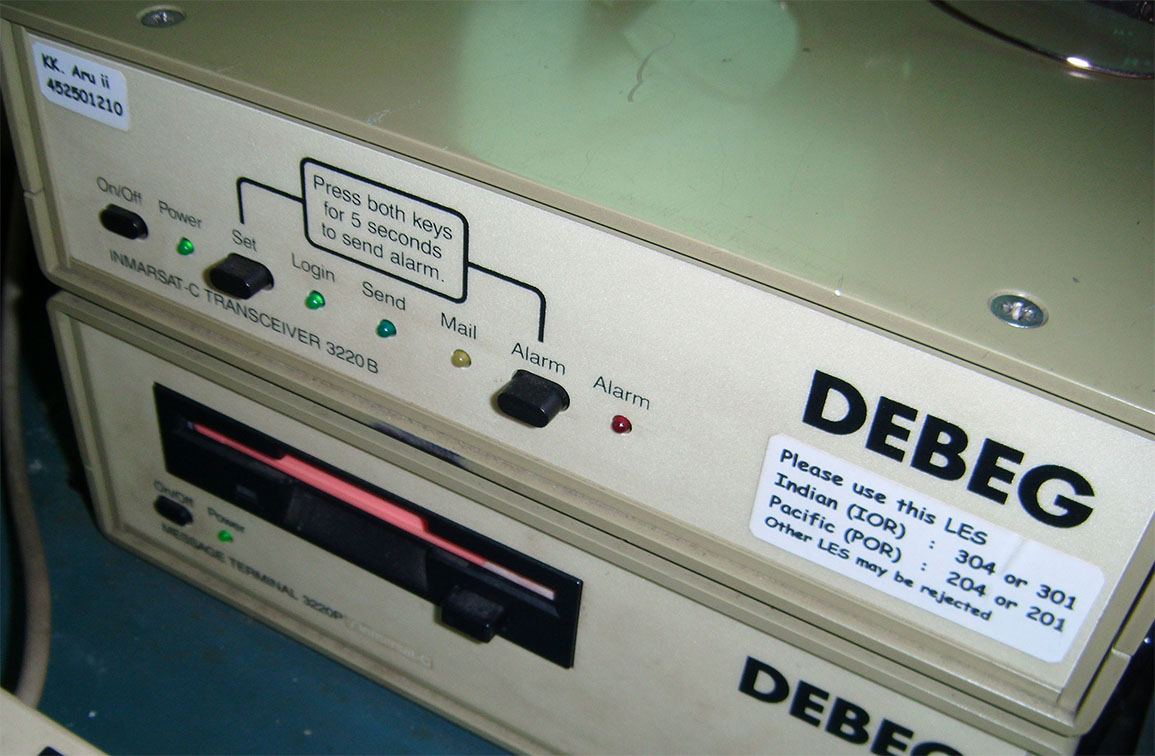 KK. Aru ii
452501210
On/Off
Power
Set
Press both keys
for 5 seconds
to send alarm.
Login
Send
Mail
Alarm
Alarm
INMARSAT-C TRANSCEIVER 3220B
DEBEG
Please use this LES
Indian (IOR) : 304 or 301
Pacific (POR) : 204 or 201
Other LES may be rejected
On/Off
Power
MESSAGE TERMINAL 3220P
Inmarsat-C
DEBEG